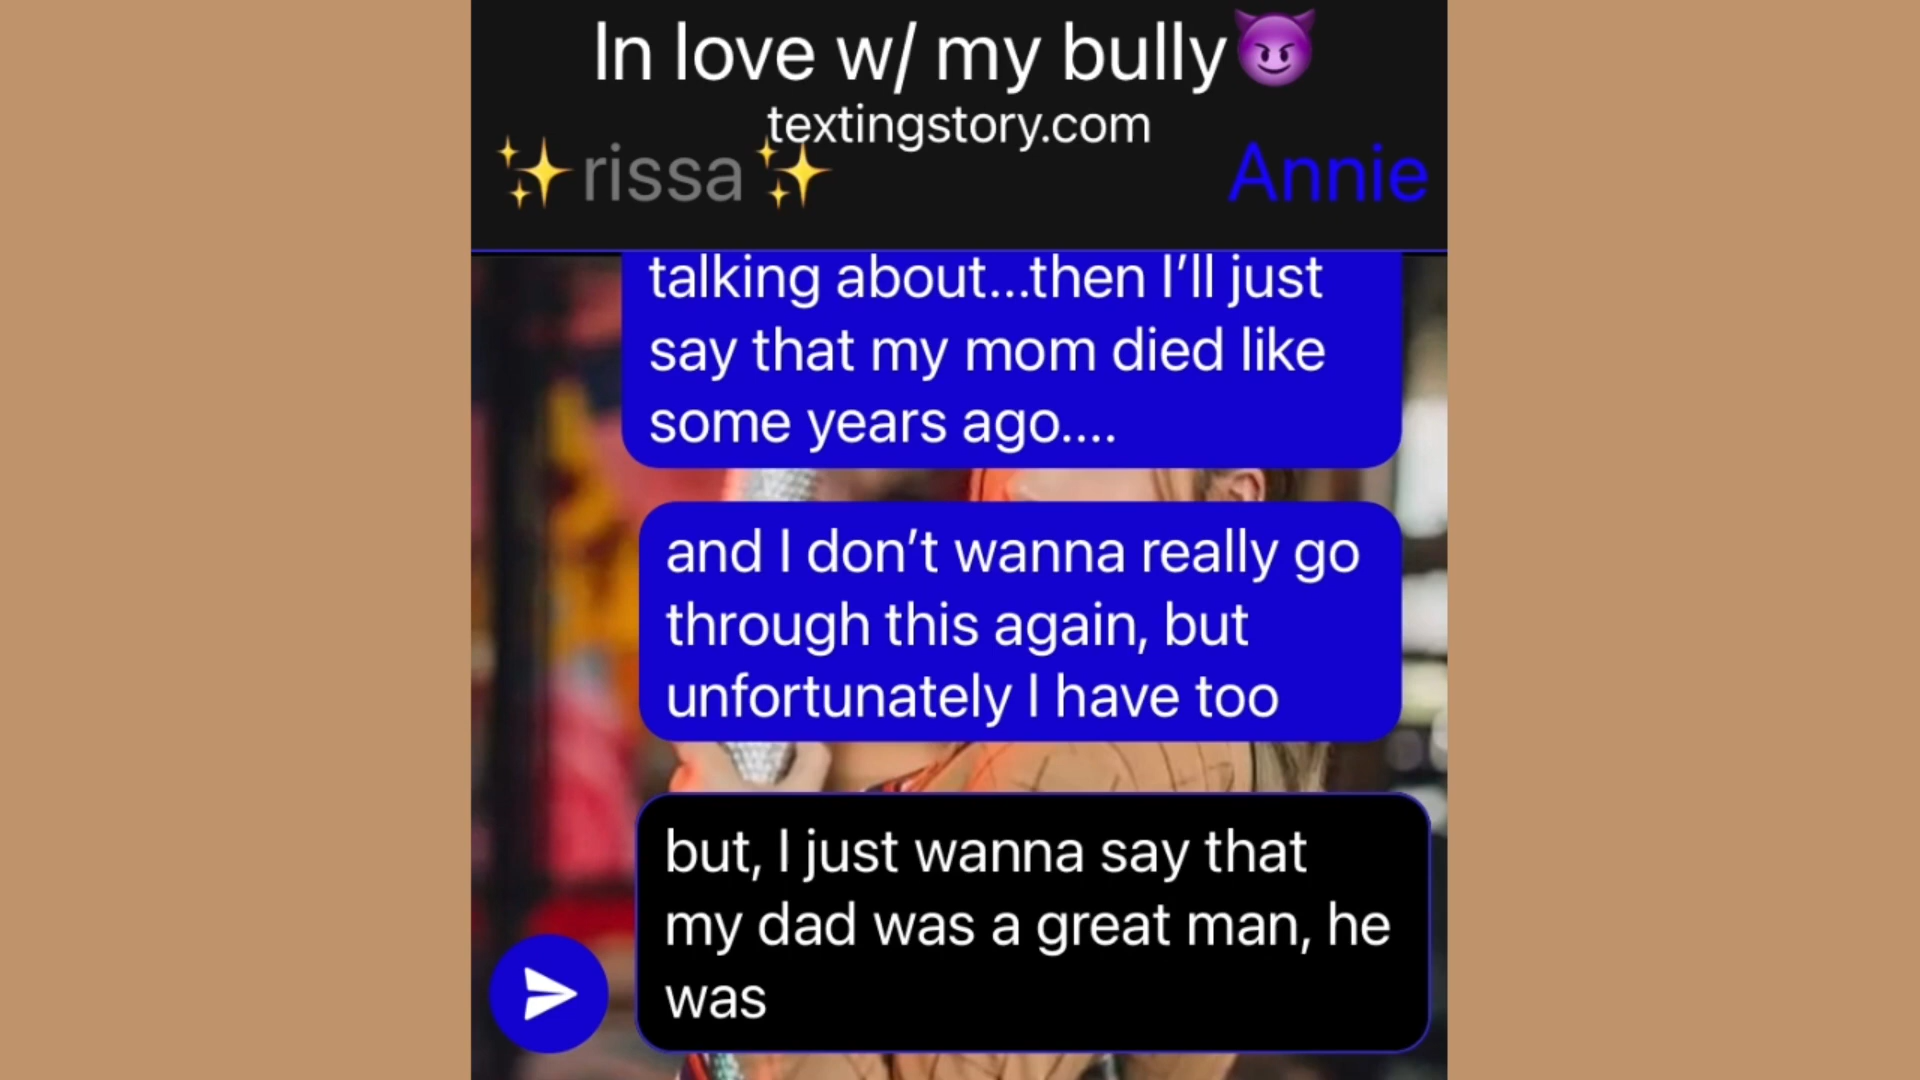 In love w/ my bully😈
textingstory.com
✨rissa✨
Annie
talking about...then I’ll just
say that my mom died like
some years ago....
and I don’t wanna really go
through this again, but
unfortunately I have too
but, I just wanna say that
my dad was a great man, he
was